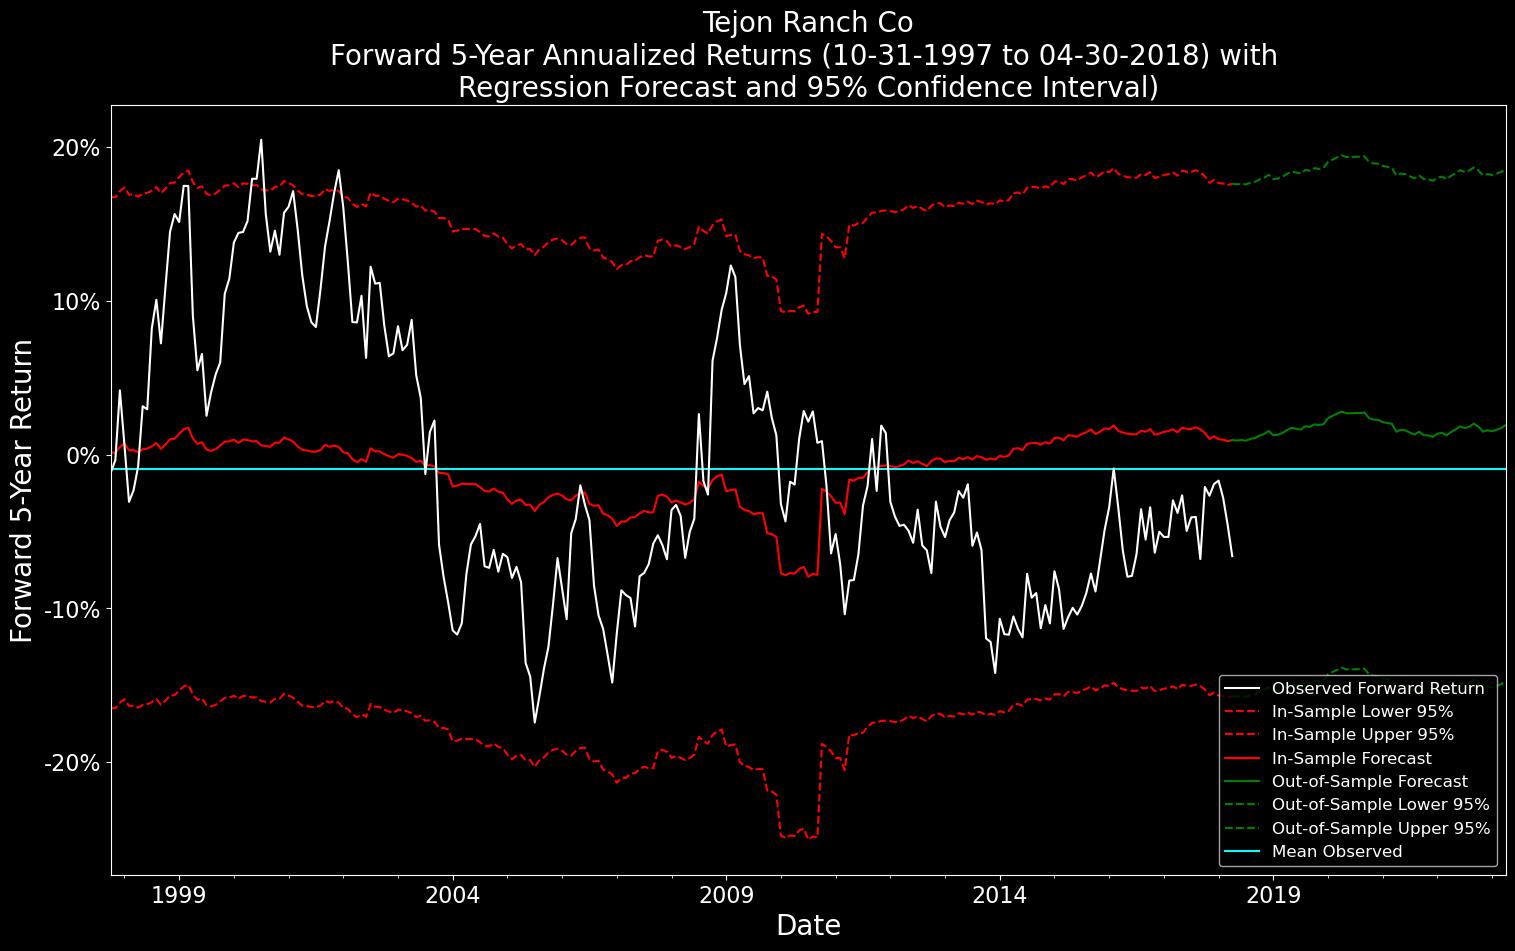 Tejon Ranch Co
Forward 5-Year Annualized Returns (10-31-1997 to 04-30-2018) with
Regression Forecast and 95% Confidence Interval)
Forward 5-Year Return
20%
10%
0%
-10%
-20%
Observed Forward Return
In-Sample Lower 95%
In-Sample Upper 95%
In-Sample Forecast
Out-of-Sample Forecast
Out-of-Sample Lower 95%
Out-of-Sample Upper 95%
Mean Observed
1999 2004 2009 2014 2019
Date